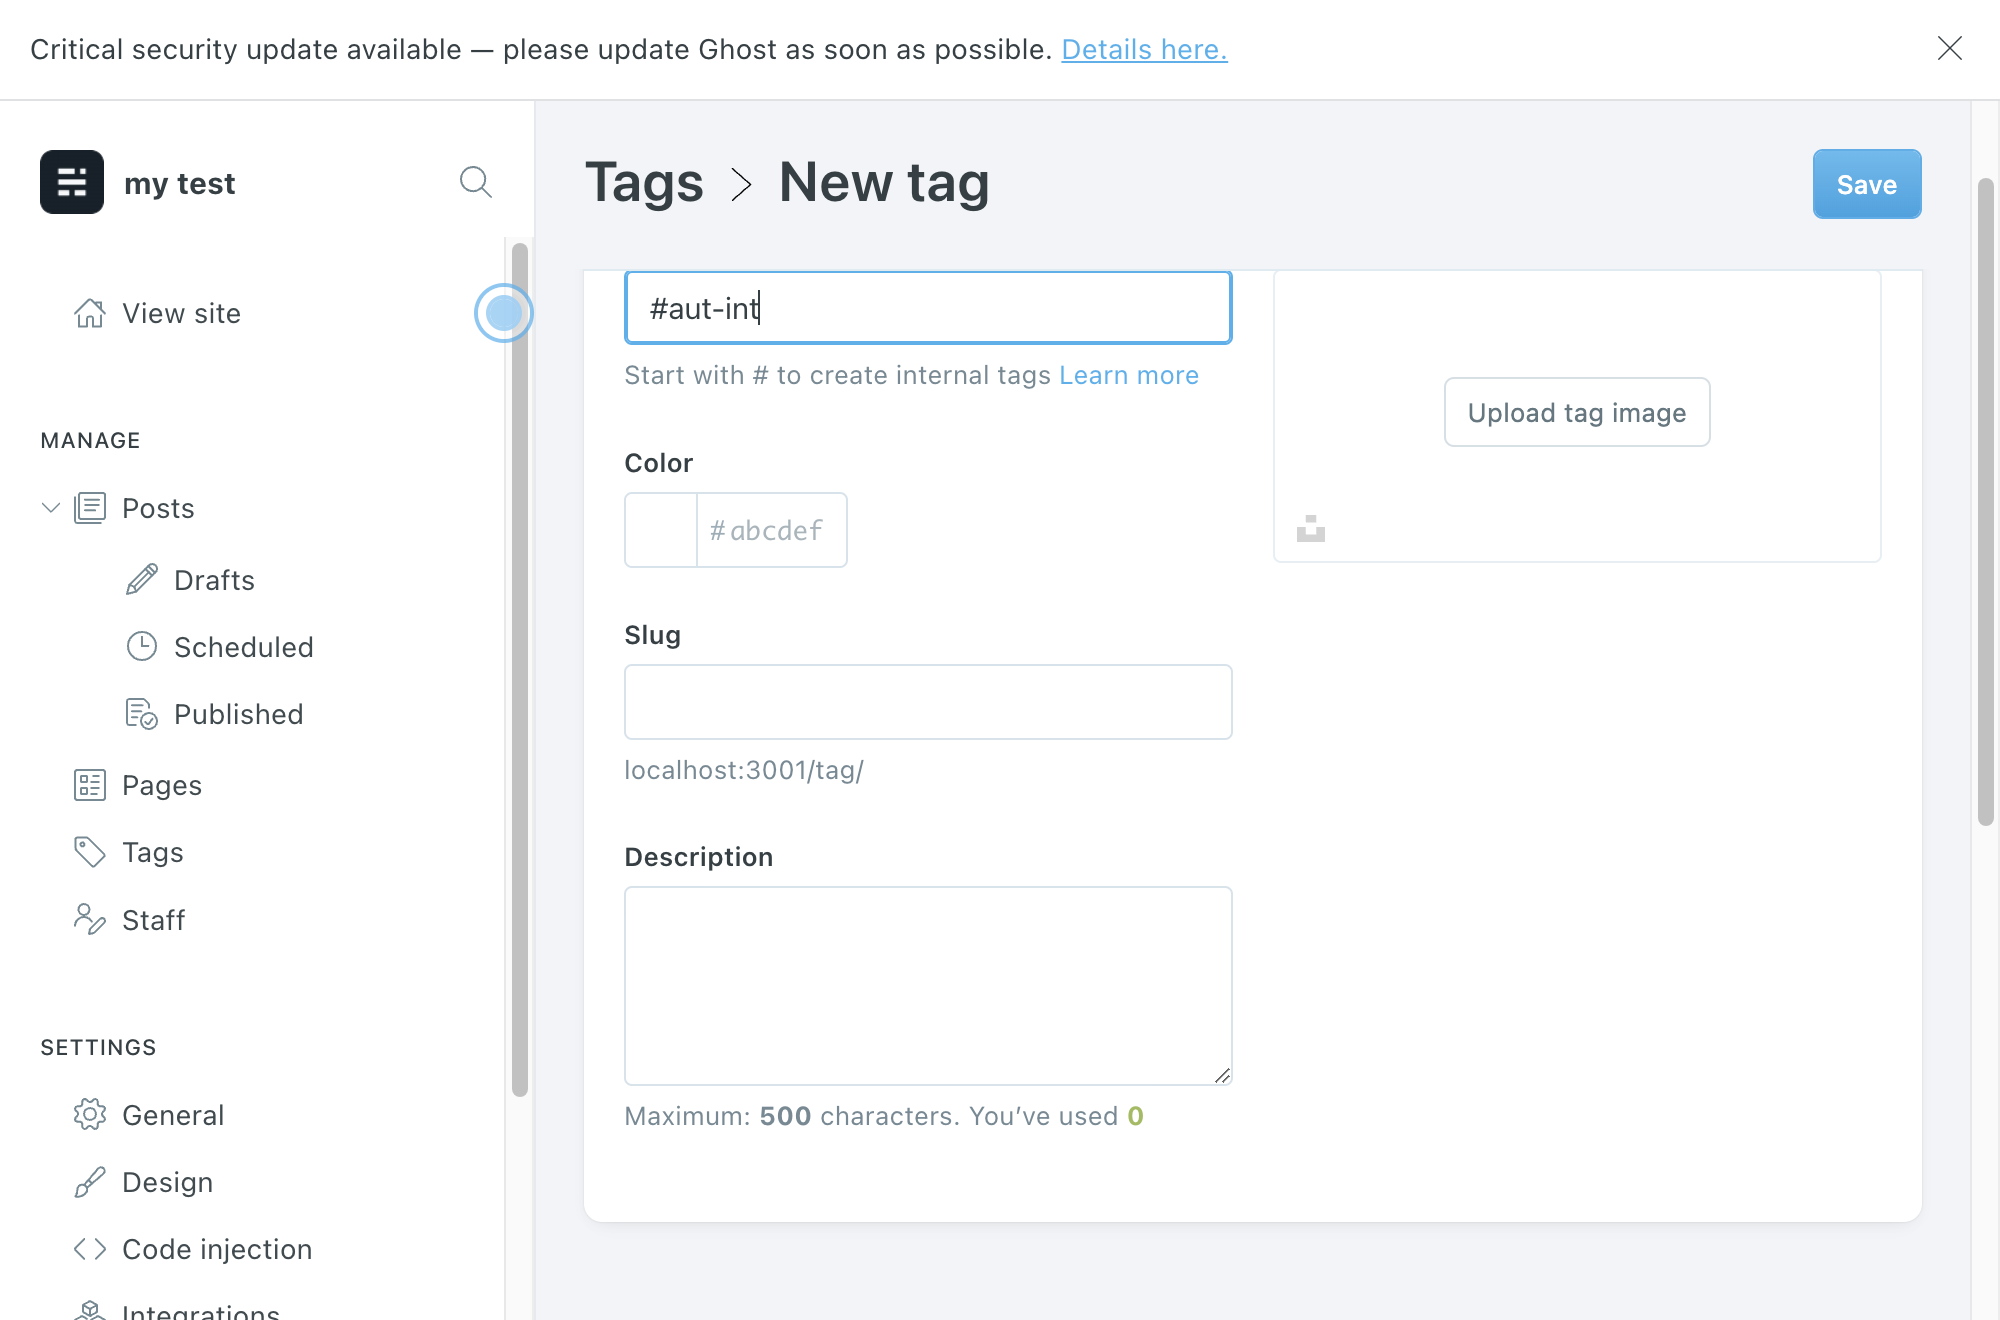 Critical security update available — please update Ghost as soon as possible. Details here.
my test
View site
MANAGE
Posts
Drafts
Scheduled
Published
Pages
Tags
Staff
SETTINGS
General
Design
Code injection
Integrations
Tags > New tag
Save
#aut-int
Start with # to create internal tags Learn more
Upload tag image
Color
#abcdef
Slug
localhost:3001/tag/
Description
Maximum: 500 characters. You’ve used 0